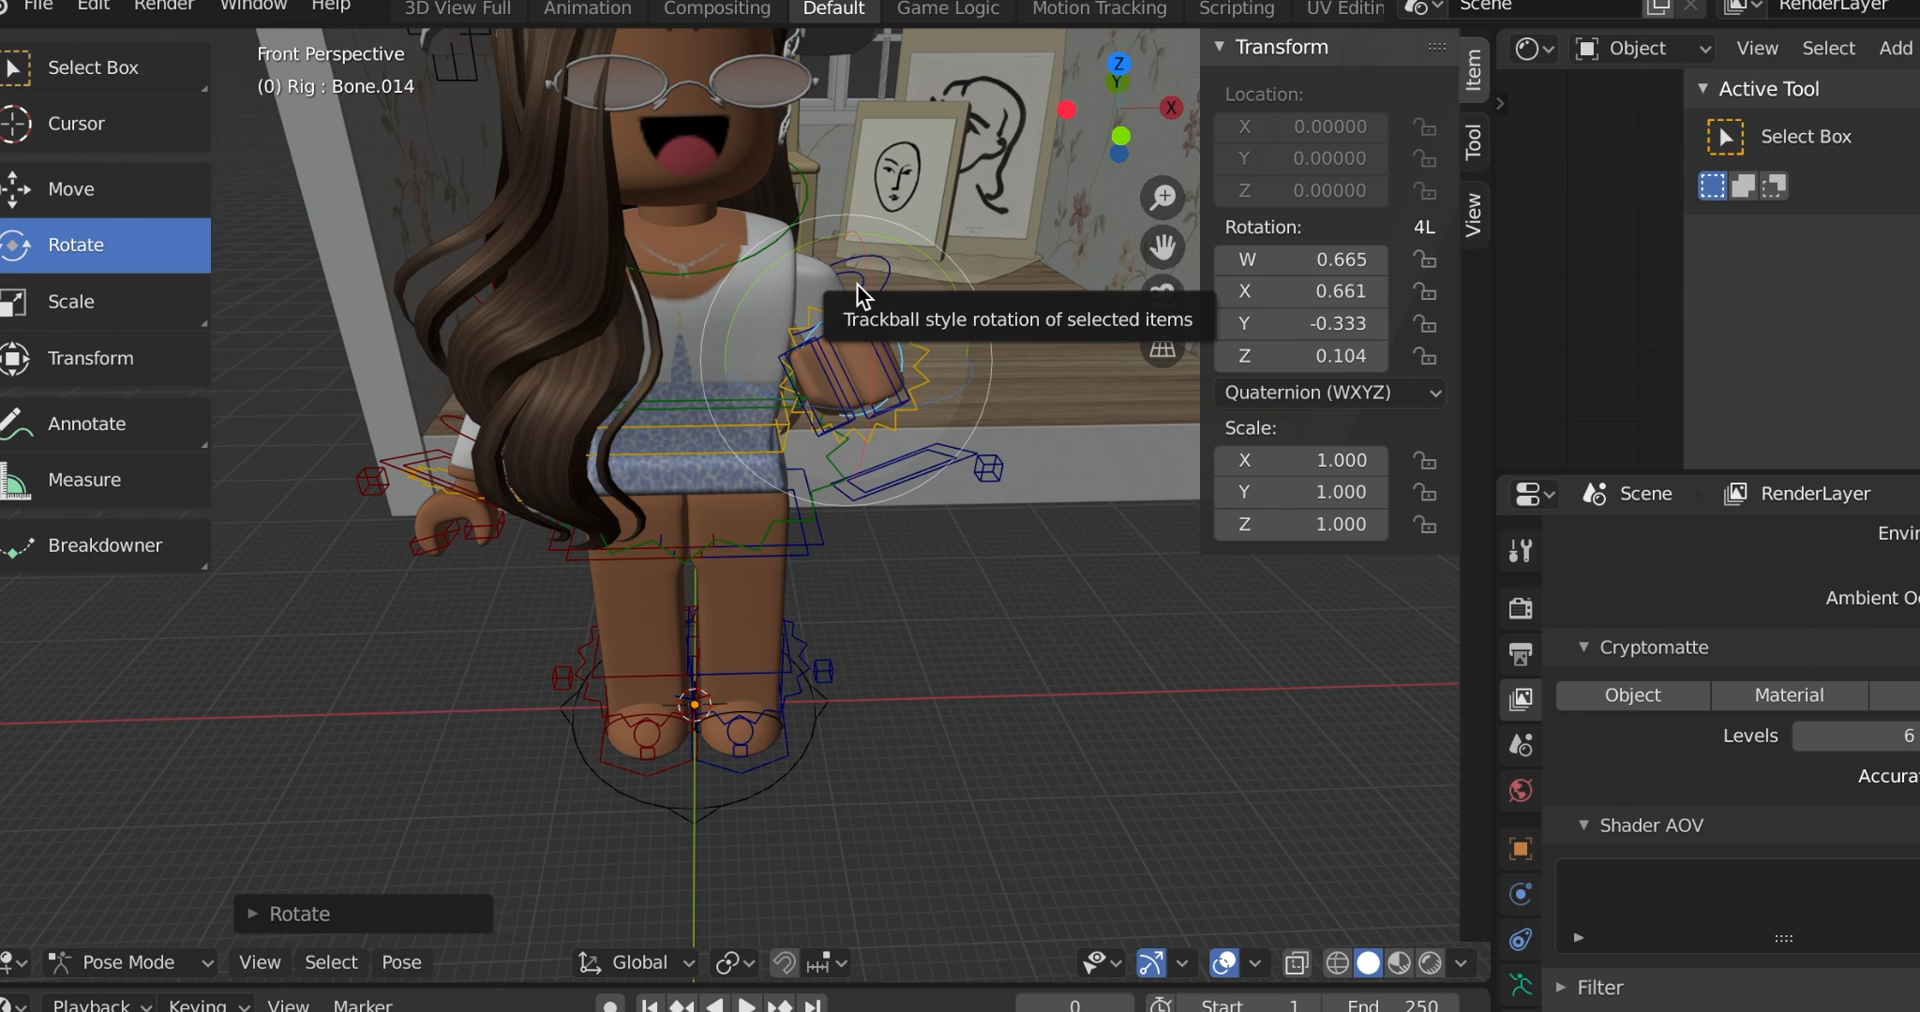 File Edit Render Window Help 3D View Full Animation Compositing Default Game Logic Motion Tracking Scripting UV Editin Scene RenderLayer
Select Box
Cursor
Move
Rotate
Scale
Transform
Annotate
Measure
Breakdowner
Front Perspective
(0) Rig : Bone.014
Z
Y
X
Trackball style rotation of selected items
Transform
Location:
X 0.00000
Y 0.00000
Z 0.00000
Rotation: 4L
W 0.665
X 0.661
Y -0.333
Z 0.104
Quaternion (WXYZ)
Scale:
X 1.000
Y 1.000
Z 1.000
Item
Tool
View
Object View Select Add
Active Tool
Select Box
Scene RenderLayer
Envir
Ambient Oc
Cryptomatte
Object Material
Levels 6
Accura
Shader AOV
Filter
Rotate
Pose Mode View Select Pose Global
Playback Keying View Marker 0 Start 1 End 250